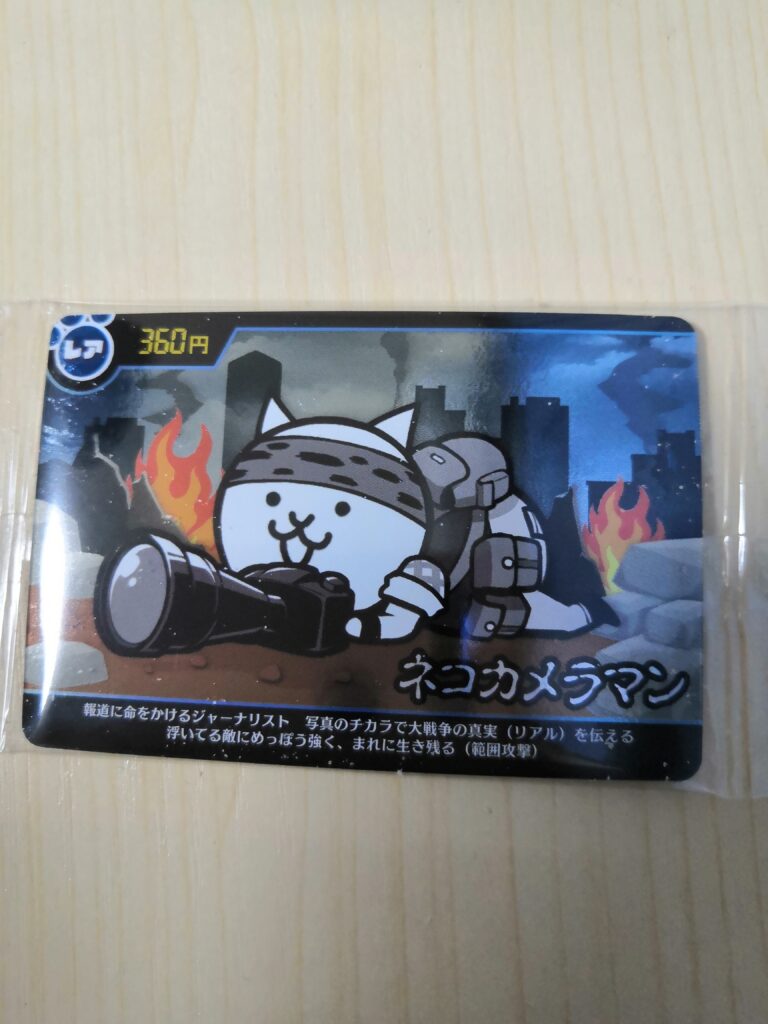 レア
360円
ネコカメラマン
報道に命をかけるジャーナリスト　写真のチカラで大戦争の真実（リアル）を伝える
浮いてる敵にめっぽう強く、まれに生き残る（範囲攻撃）